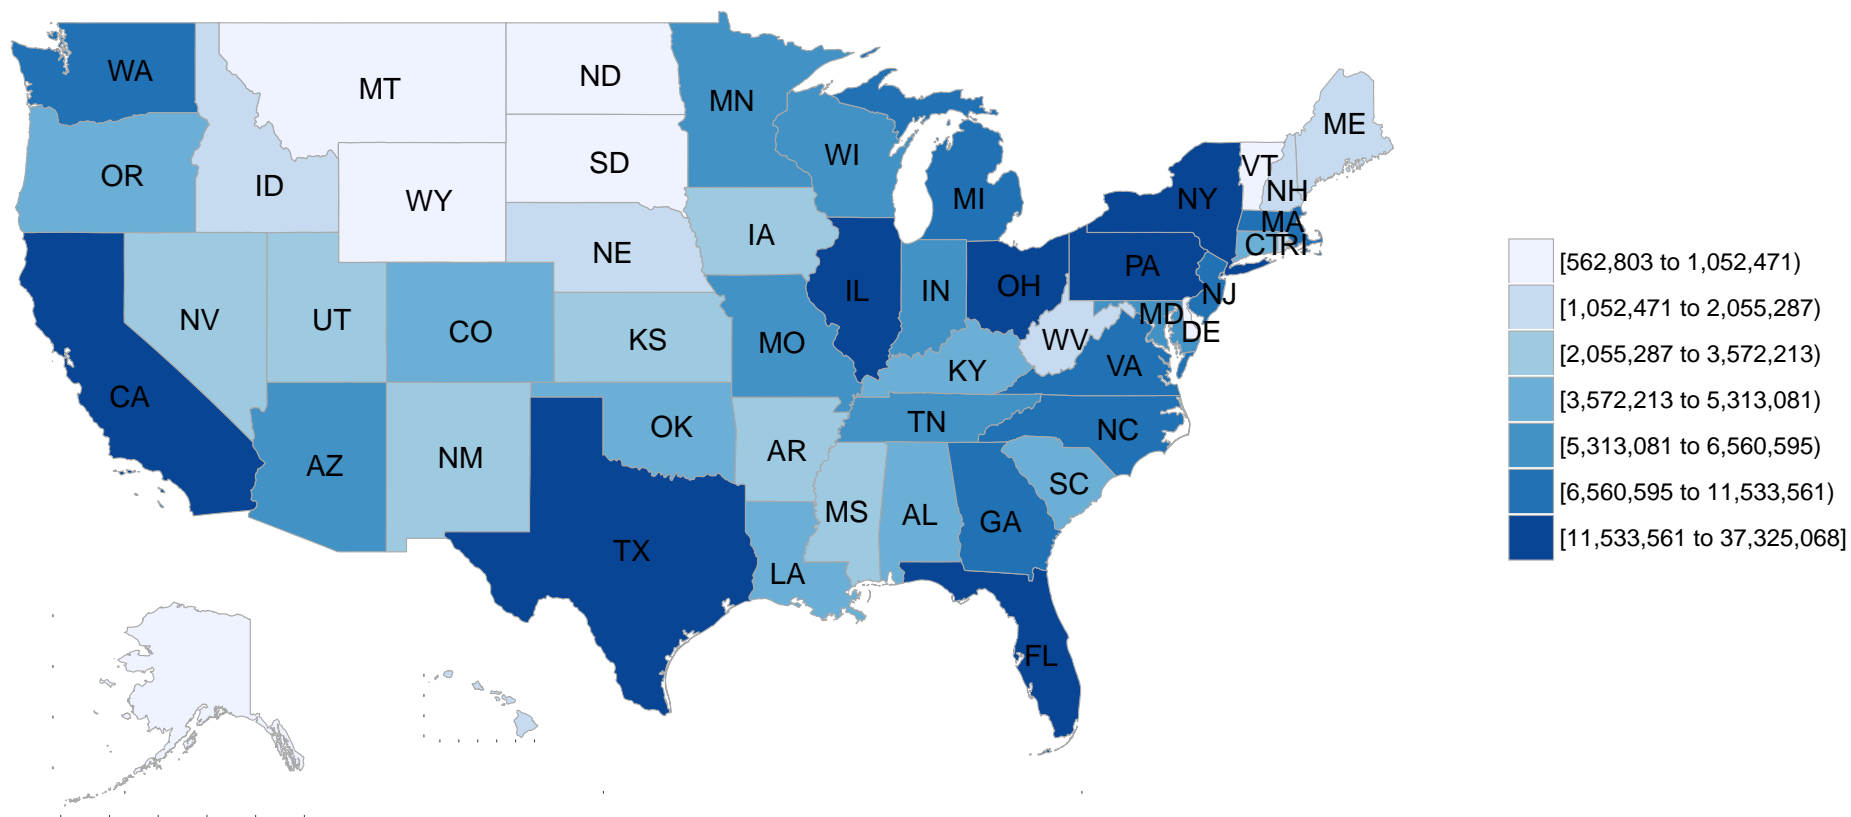 WA
MT
ND
MN
ME
OR
ID
WY
SD
WI
MI
NY
VT
NH
MA
CT
RI
NV
UT
CO
NE
IA
IL
IN
OH
PA
NJ
MD
DE
WV
VA
KS
MO
KY
CA
AZ
NM
OK
AR
TN
NC
SC
MS
AL
GA
TX
LA
FL
[562,803 to 1,052,471)
[1,052,471 to 2,055,287)
[2,055,287 to 3,572,213)
[3,572,213 to 5,313,081)
[5,313,081 to 6,560,595)
[6,560,595 to 11,533,561)
[11,533,561 to 37,325,068]